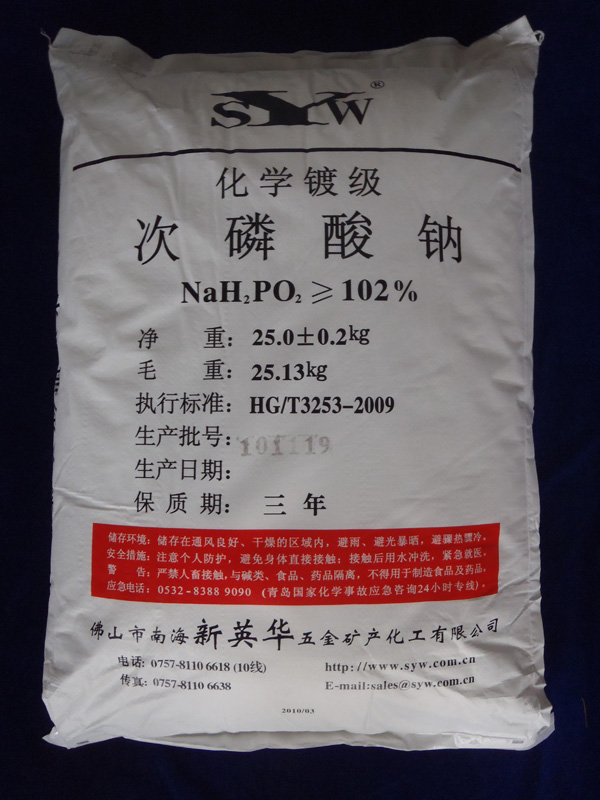 SYW®
化学镀级
次磷酸钠
NaH₂PO₂≥102%
净 重：25.0±0.2kg
毛 重：25.13kg
执行标准：HG/T3253-2009
生产批号：101119
生产日期：
保质期：三年
储存环境：储存在通风良好、干燥的区域内，避雨、避光暴晒，避骤热骤冷。
安全措施：注意个人防护，避免身体直接接触；接触后用水冲洗，紧急就医。
警 告：严禁人畜接触，与碱类、食品、药品隔离，不得用于制造食品及药品。
应急电话：0532-8388 9090 (青岛国家化学事故应急咨询24小时专线)。
佛山市南海新英华五金矿产化工有限公司
电话: 0757-8110 6618 (10线) http://www.syw.com.cn
传真: 0757-8110 6638 E-mail:sales@syw.com.cn
2010/03